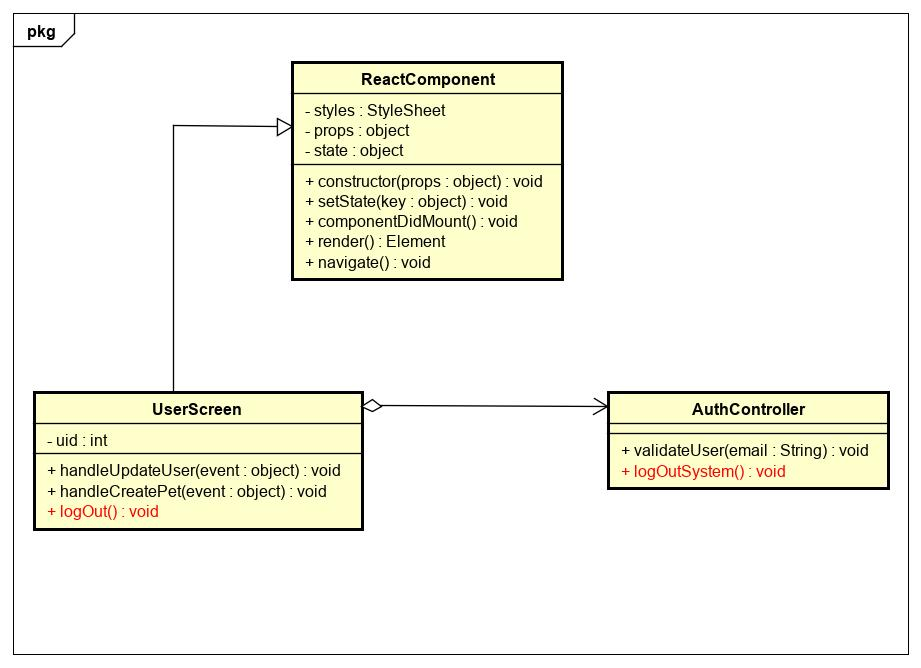 pkg
ReactComponent
- styles : StyleSheet
- props : object
- state : object
+ constructor(props : object) : void
+ setState(key : object) : void
+ componentDidMount() : void
+ render() : Element
+ navigate() : void
UserScreen
- uid : int
+ handleUpdateUser(event : object) : void
+ handleCreatePet(event : object) : void
+ logOut() : void
AuthController
+ validateUser(email : String) : void
+ logOutSystem() : void